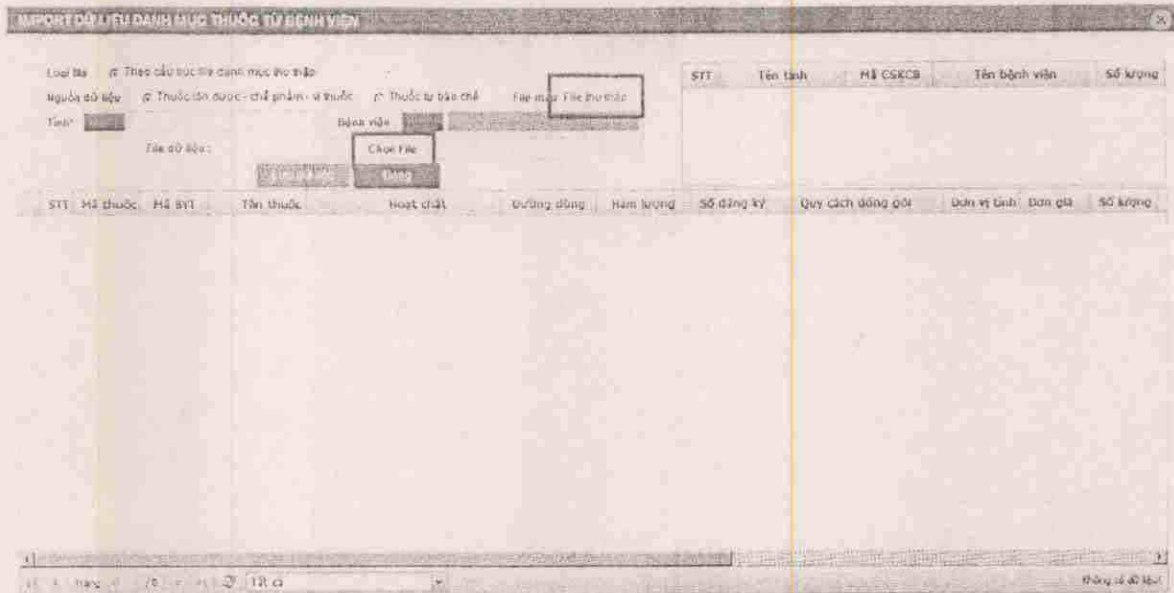 IMPORT DỮ LIỆU DANH MỤC THUỐC TỪ BỆNH VIỆN
Loại file Theo cấu trúc file danh mục thu thập
Nguồn dữ liệu Thuốc tân dược - chế phẩm - vị thuốc Thuốc tự bào chế File mẫu File thu thập
Tỉnh* Bệnh viện
File dữ liệu: Chọn File
Đóng
STT Tên tỉnh Mã CSKCB Tên bệnh viện Số lượng
STT Mã thuốc Mã BYT Tên thuốc Hoạt chất Đường dùng Hàm lượng Số đăng ký Quy cách đóng gói Đơn vị tính Đơn giá Số lượng
Trang /0 Tất cả Không có dữ liệu